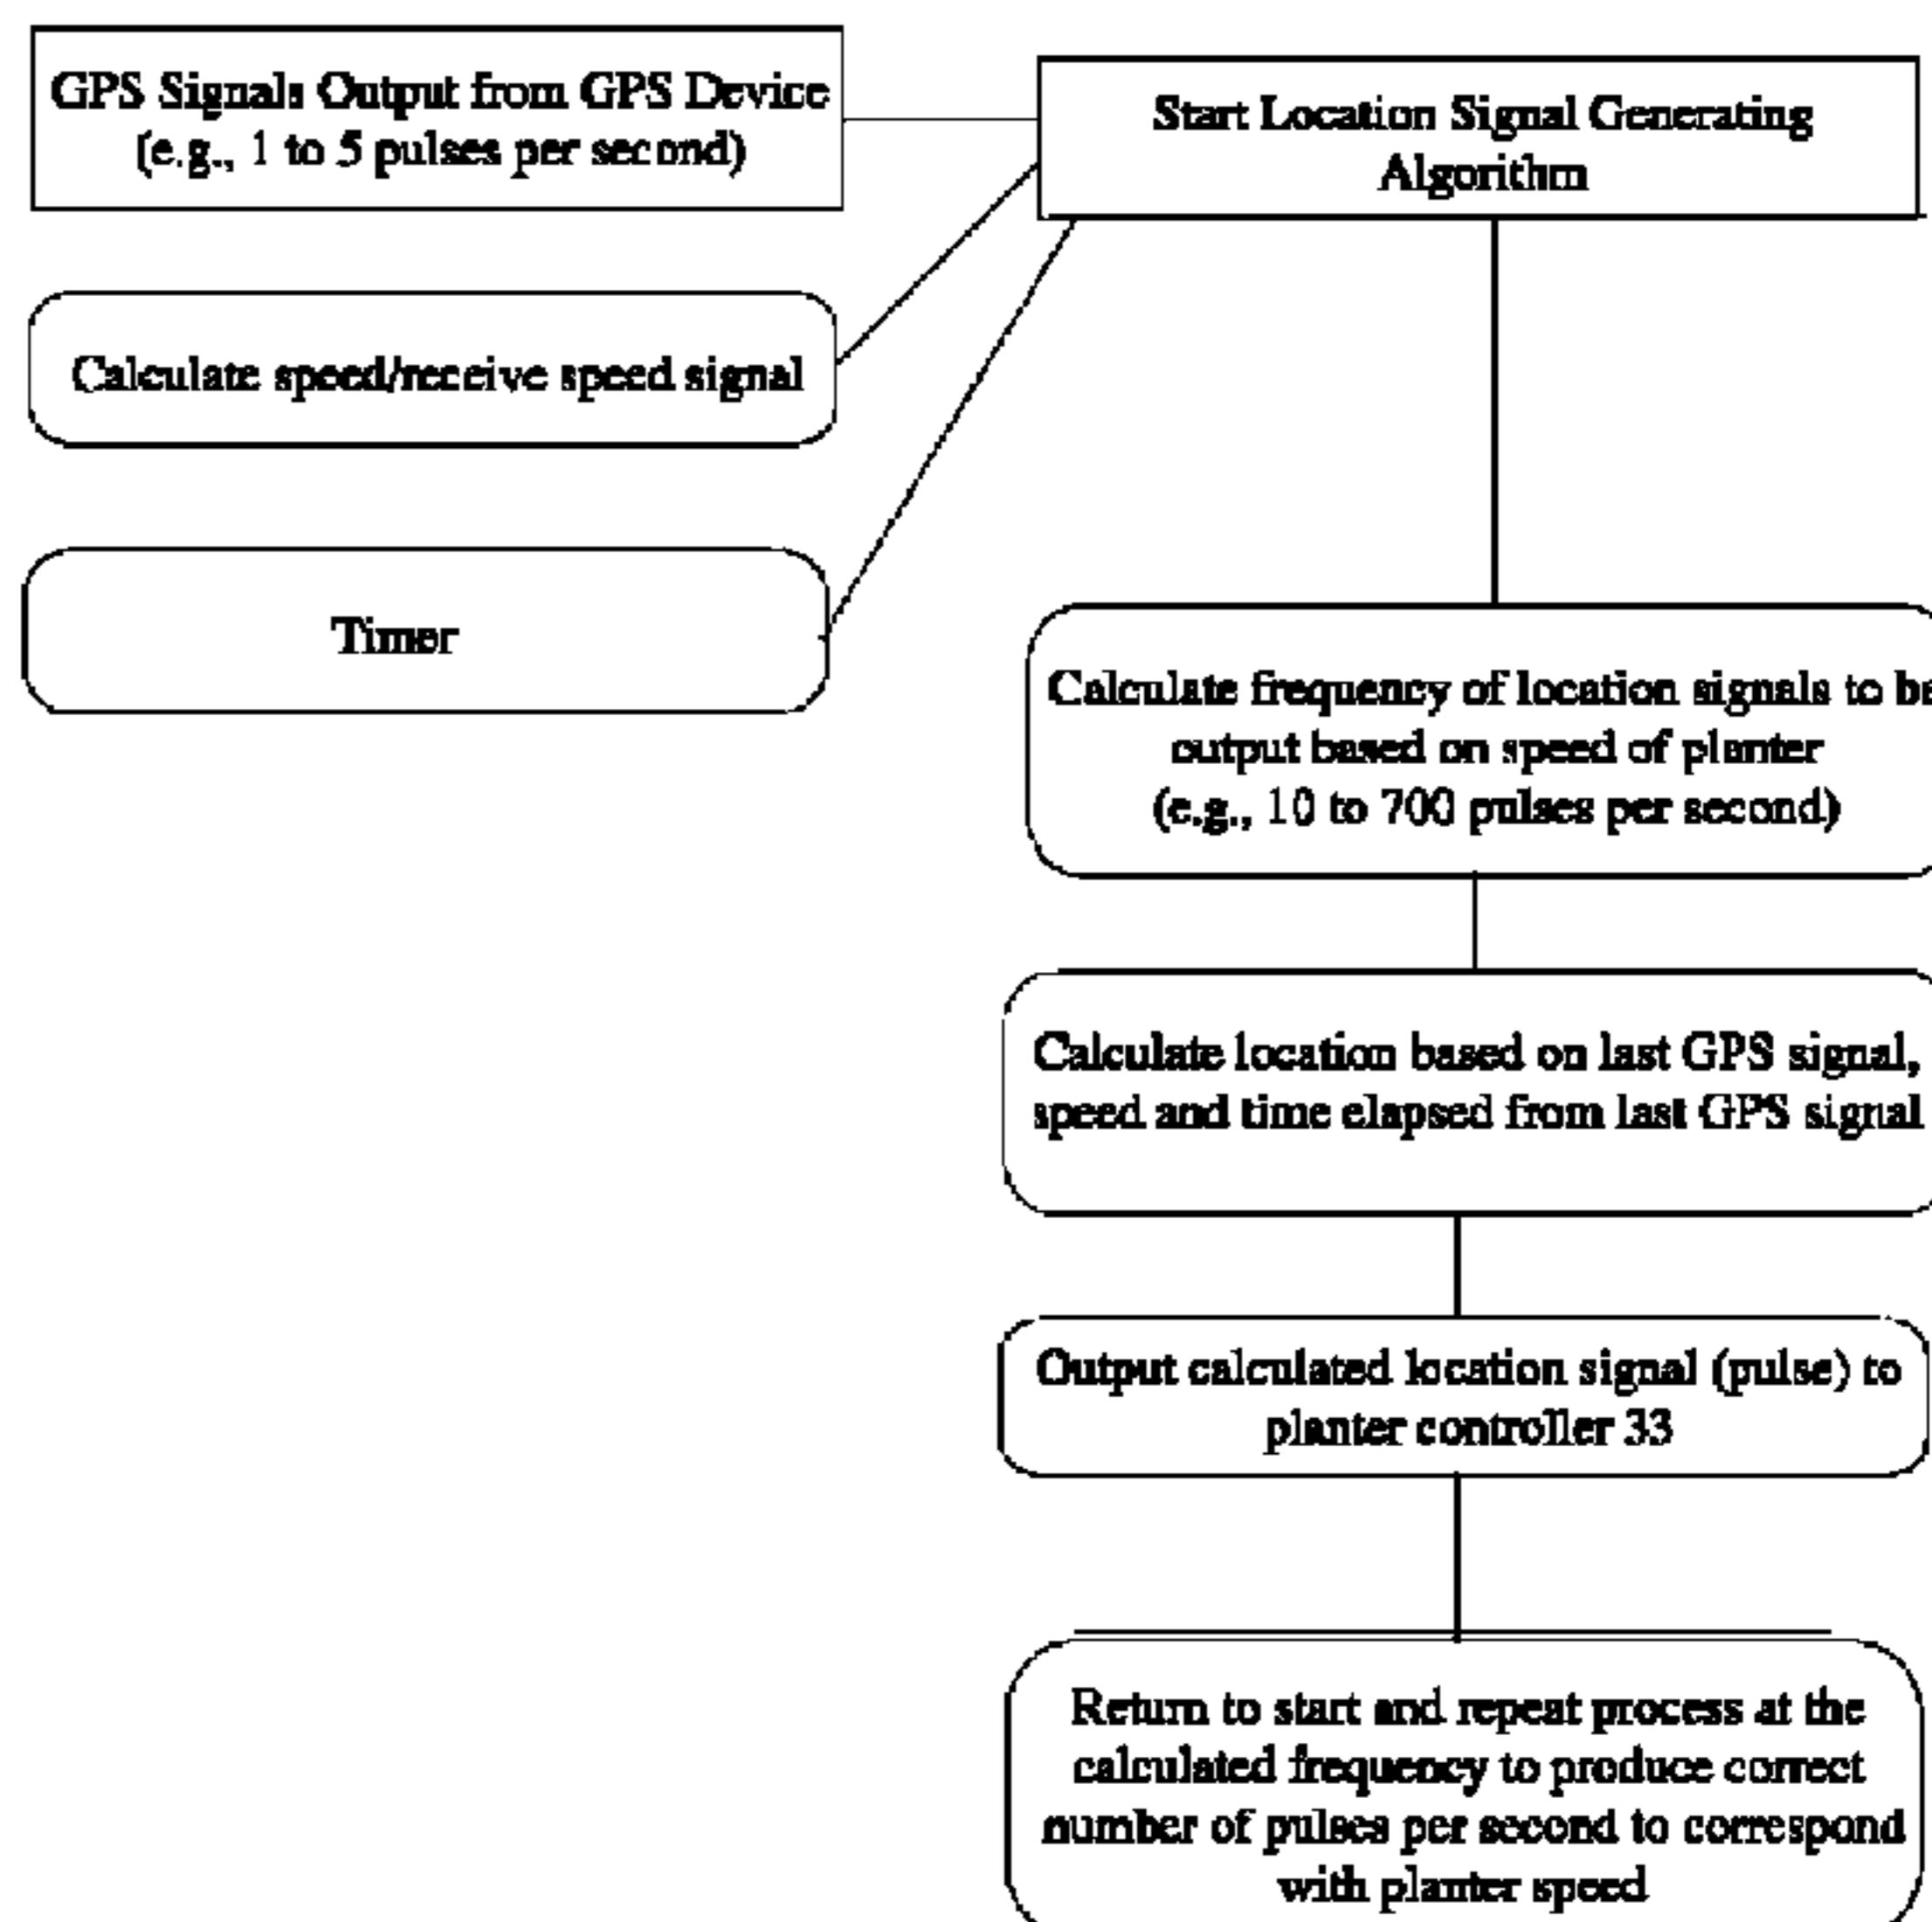 GPS Signals Output from GPS Device
(e.g., 1 to 5 pulses per second)
Start Location Signal Generating
Algorithm
Calculate speed/receive speed signal
Timer
Calculate frequency of location signals to be
output based on speed of planter
(e.g., 10 to 700 pulses per second)
Calculate location based on last GPS signal,
speed and time elapsed from last GPS signal
Output calculated location signal (pulse) to
planter controller 33
Return to start and repeat process at the
calculated frequency to produce correct
number of pulses per second to correspond
with planter speed